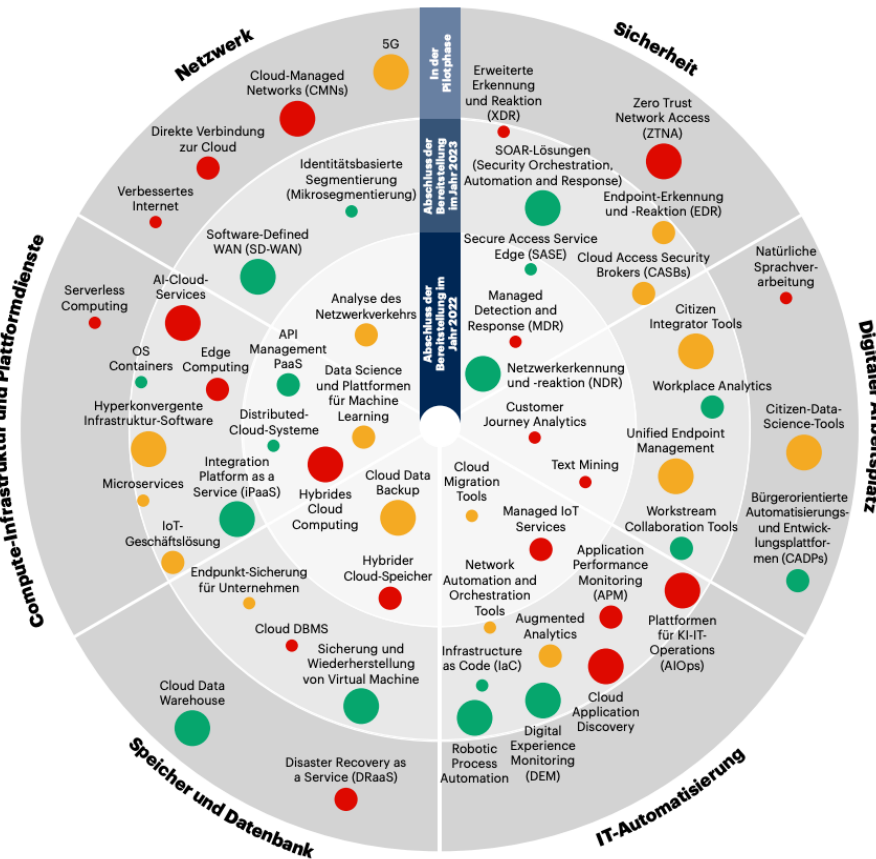 Netzwerk
5G
Cloud-Managed
Networks (CMNs)
Direkte Verbindung
zur Cloud
Verbessertes
Internet
Identitätsbasierte
Segmentierung
(Mikrosegmentierung)
Software-Defined
WAN (SD-WAN)
Analyse des
Netzwerkverkehrs
In der
Pilotphase
Abschluss der
Bereitstellung
im Jahr 2023
Abschluss der
Bereitstellung im
Jahr 2022
Sicherheit
Erweiterte
Erkennung
und Reaktion
(XDR)
Zero Trust
Network Access
(ZTNA)
SOAR-Lösungen
(Security Orchestration,
Automation and Response)
Endpoint-Erkennung
und -Reaktion (EDR)
Secure Access Service
Edge (SASE)
Cloud Access Security
Brokers (CASBs)
Managed
Detection and
Response (MDR)
Netzwerkerkennung
und -reaktion (NDR)
Digitaler Arbeitsplatz
Natürliche
Sprachver-
arbeitung
Citizen
Integrator Tools
Workplace Analytics
Citizen-Data-
Science-Tools
Customer
Journey Analytics
Unified Endpoint
Management
Text Mining
Workstream
Collaboration Tools
Bürgerorientierte
Automatisierungs-
und Entwick-
lungsplattfor-
men (CADPs)
IT-Automatisierung
Cloud
Migration
Tools
Managed IoT
Services
Application
Performance
Monitoring
(APM)
Network
Automation and
Orchestration
Tools
Augmented
Analytics
Plattformen
für KI-IT-
Operations
(AIOps)
Infrastructure
as Code (IaC)
Cloud
Application
Discovery
Robotic
Process
Automation
Digital
Experience
Monitoring
(DEM)
Speicher und Datenbank
Cloud Data
Backup
Hybrider
Cloud-Speicher
Endpunkt-Sicherung
für Unternehmen
Cloud DBMS
Sicherung und
Wiederherstellung
von Virtual Machine
Cloud Data
Warehouse
Disaster Recovery as
a Service (DRaaS)
Compute-Infrastruktur und Plattformdienste
Serverless
Computing
AI-Cloud-
Services
OS
Containers
Edge
Computing
API
Management
PaaS
Data Science
und Plattformen
für Machine
Learning
Hyperkonvergente
Infrastruktur-Software
Distributed-
Cloud-Systeme
Microservices
Integration
Platform as a
Service (iPaaS)
Hybrides
Cloud
Computing
IoT-
Geschäftlösung